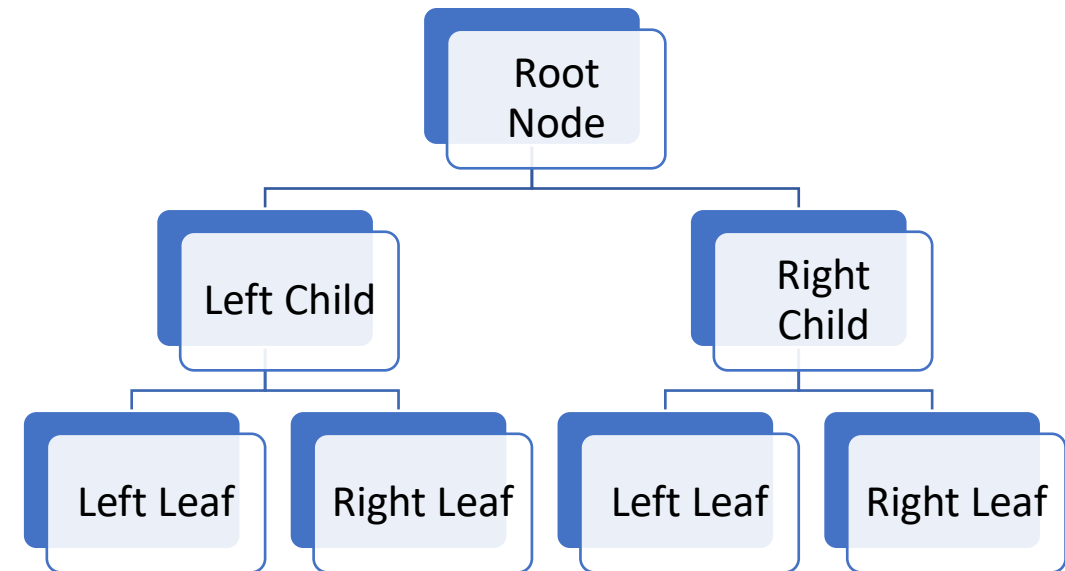 Root
Node
Left Child
Right
Child
Left Leaf
Right Leaf
Left Leaf
Right Leaf